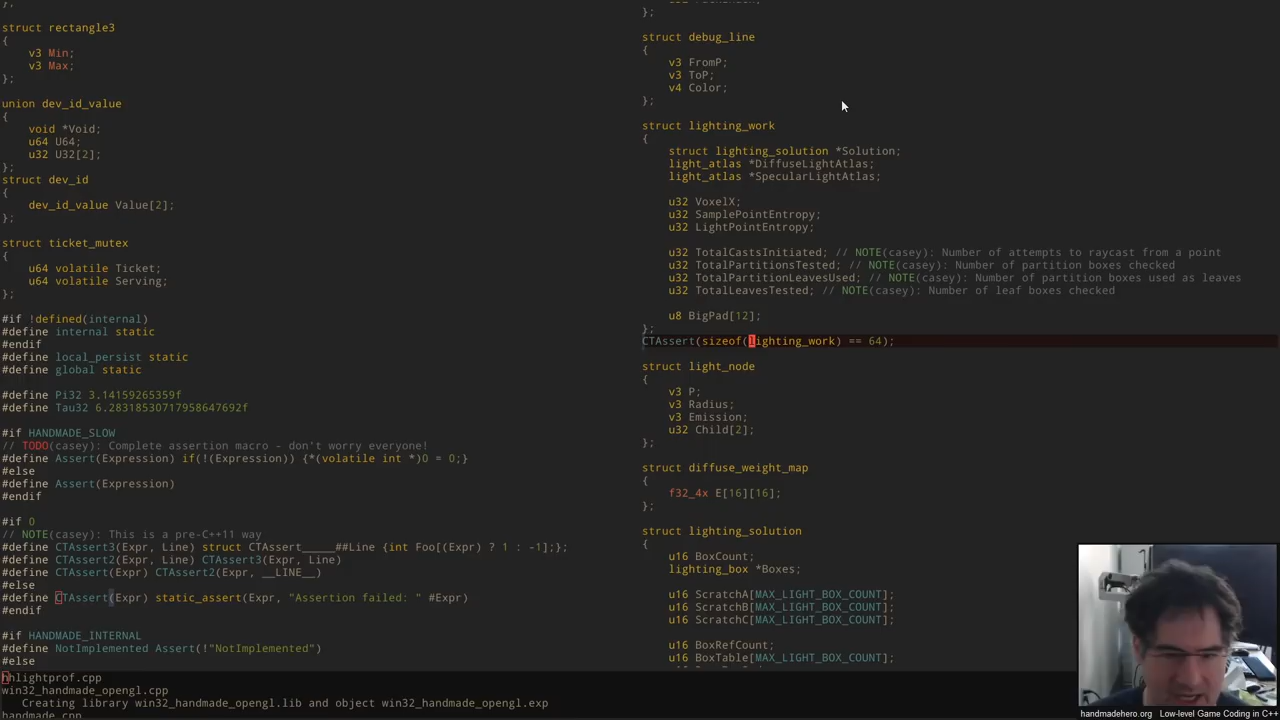 };
struct rectangle3
{
    v3 Min;
    v3 Max;
};
union dev_id_value
{
    void *Void;
    u64 U64;
    u32 U32[2];
};
struct dev_id
{
    dev_id_value Value[2];
};
struct ticket_mutex
{
    u64 volatile Ticket;
    u64 volatile Serving;
};
#if !defined(internal)
#define internal static
#endif
#define local_persist static
#define global static
#define Pi32 3.14159265359f
#define Tau32 6.28318530717958647692f
#if HANDMADE_SLOW
// TODO(casey): Complete assertion macro - don't worry everyone!
#define Assert(Expression) if(!(Expression)) {*(volatile int *)0 = 0;}
#else
#define Assert(Expression)
#endif
#if 0
// NOTE(casey): This is a pre-C++11 way
#define CTAssert3(Expr, Line) struct CTAssert_____##Line {int Foo[(Expr) ? 1 : -1];};
#define CTAssert2(Expr, Line) CTAssert3(Expr, Line)
#define CTAssert(Expr) CTAssert2(Expr, __LINE__)
#else
#define CTAssert(Expr) static_assert(Expr, "Assertion failed: " #Expr)
#endif
#if HANDMADE_INTERNAL
#define NotImplemented Assert(!"NotImplemented")
#else
};
struct debug_line
{
    v3 FromP;
    v3 ToP;
    v4 Color;
};
struct lighting_work
{
    struct lighting_solution *Solution;
    light_atlas *DiffuseLightAtlas;
    light_atlas *SpecularLightAtlas;
    u32 VoxelX;
    u32 SamplePointEntropy;
    u32 LightPointEntropy;
    u32 TotalCastsInitiated; // NOTE(casey): Number of attempts to raycast from a point
    u32 TotalPartitionsTested; // NOTE(casey): Number of partition boxes checked
    u32 TotalPartitionLeavesUsed; // NOTE(casey): Number of partition boxes used as leaves
    u32 TotalLeavesTested; // NOTE(casey): Number of leaf boxes checked
    u8 BigPad[12];
};
CTAssert(sizeof(lighting_work) == 64);
struct light_node
{
    v3 P;
    v3 Radius;
    v3 Emission;
    u32 Child[2];
};
struct diffuse_weight_map
{
    f32_4x E[16][16];
};
struct lighting_solution
{
    u16 BoxCount;
    lighting_box *Boxes;
    u16 ScratchA[MAX_LIGHT_BOX_COUNT];
    u16 ScratchB[MAX_LIGHT_BOX_COUNT];
    u16 ScratchC[MAX_LIGHT_BOX_COUNT];
    u16 BoxRefCount;
    u16 BoxTable[MAX_LIGHT_BOX_COUNT];
hhlightprof.cpp
win32_handmade_opengl.cpp
   Creating library win32_handmade_opengl.lib and object win32_handmade_opengl.exp
handmade.cpp
handmadehero.org  Low-level Game Coding in C++